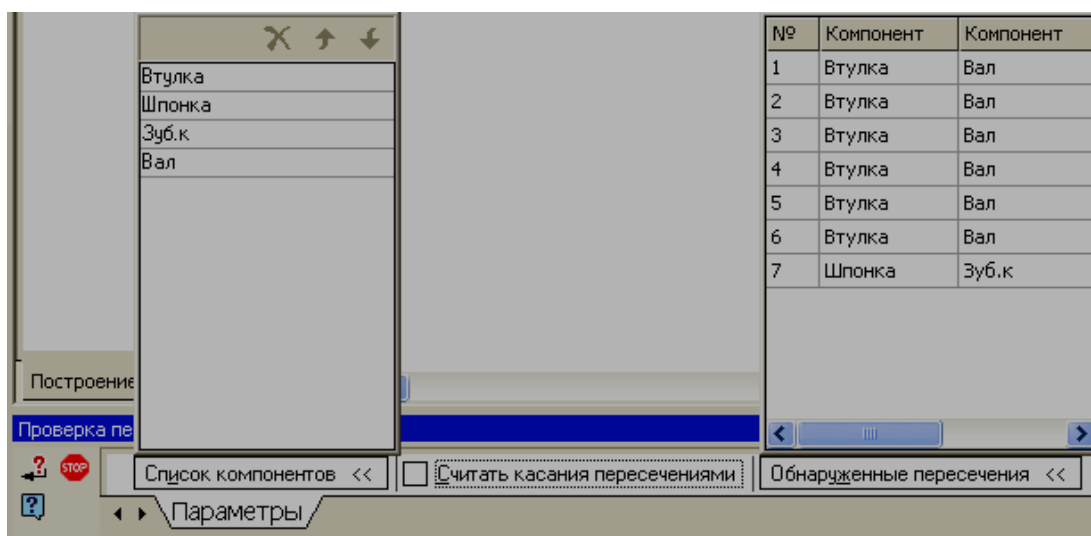 № Компонент Компонент
Втулка
Шпонка
Зуб.к
Вал
1 Втулка Вал
2 Втулка Вал
3 Втулка Вал
4 Втулка Вал
5 Втулка Вал
6 Втулка Вал
7 Шпонка Зуб.к
Построение
Проверка пе
STOP
Список компонентов << Считать касания пересечениями Обнаруженные пересечения <<
Параметры